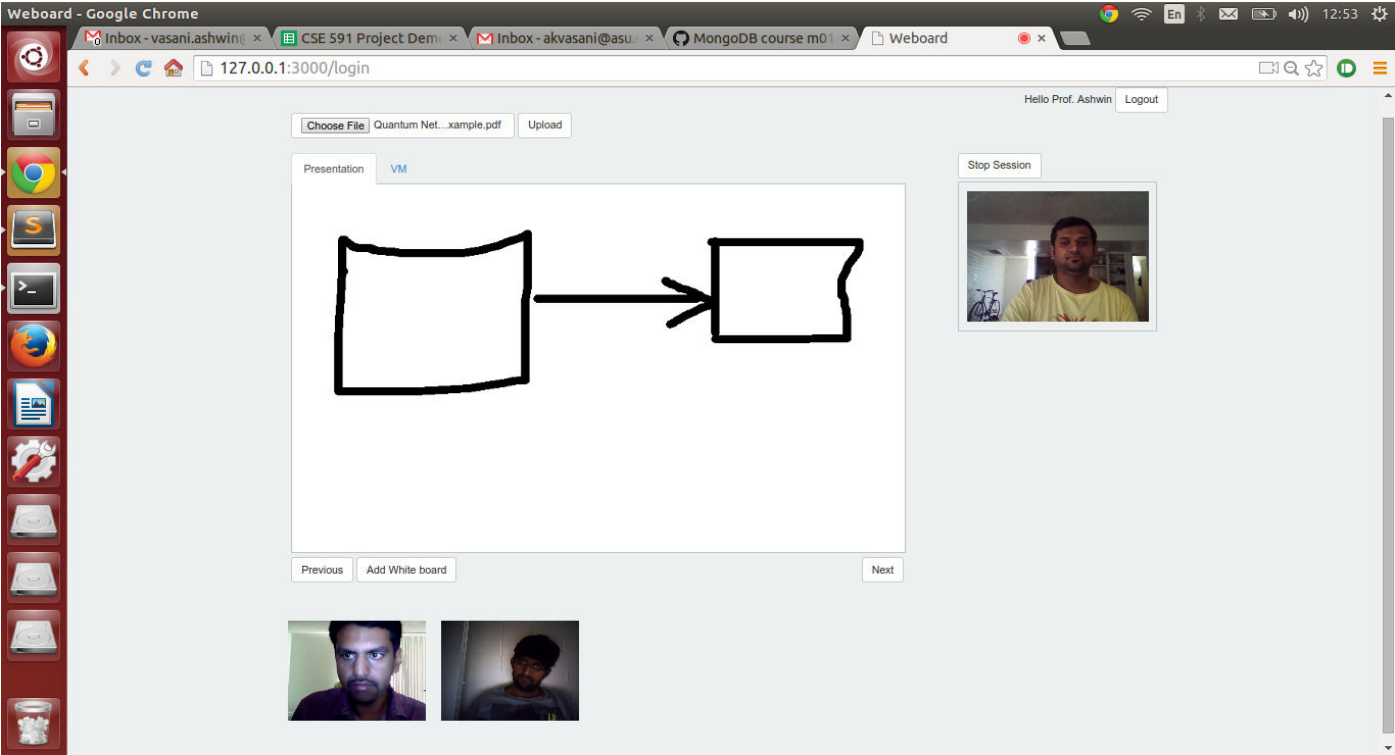 Weboard - Google Chrome
En
12:53
Inbox - vasani.ashwin@
CSE 591 Project Dem
Inbox - akvasani@asu.
MongoDB course m01
Weboard
127.0.0.1:3000/login
Hello Prof. Ashwin
Logout
Choose File
Quantum Net...xample.pdf
Upload
Presentation
VM
Stop Session
Previous
Add White board
Next